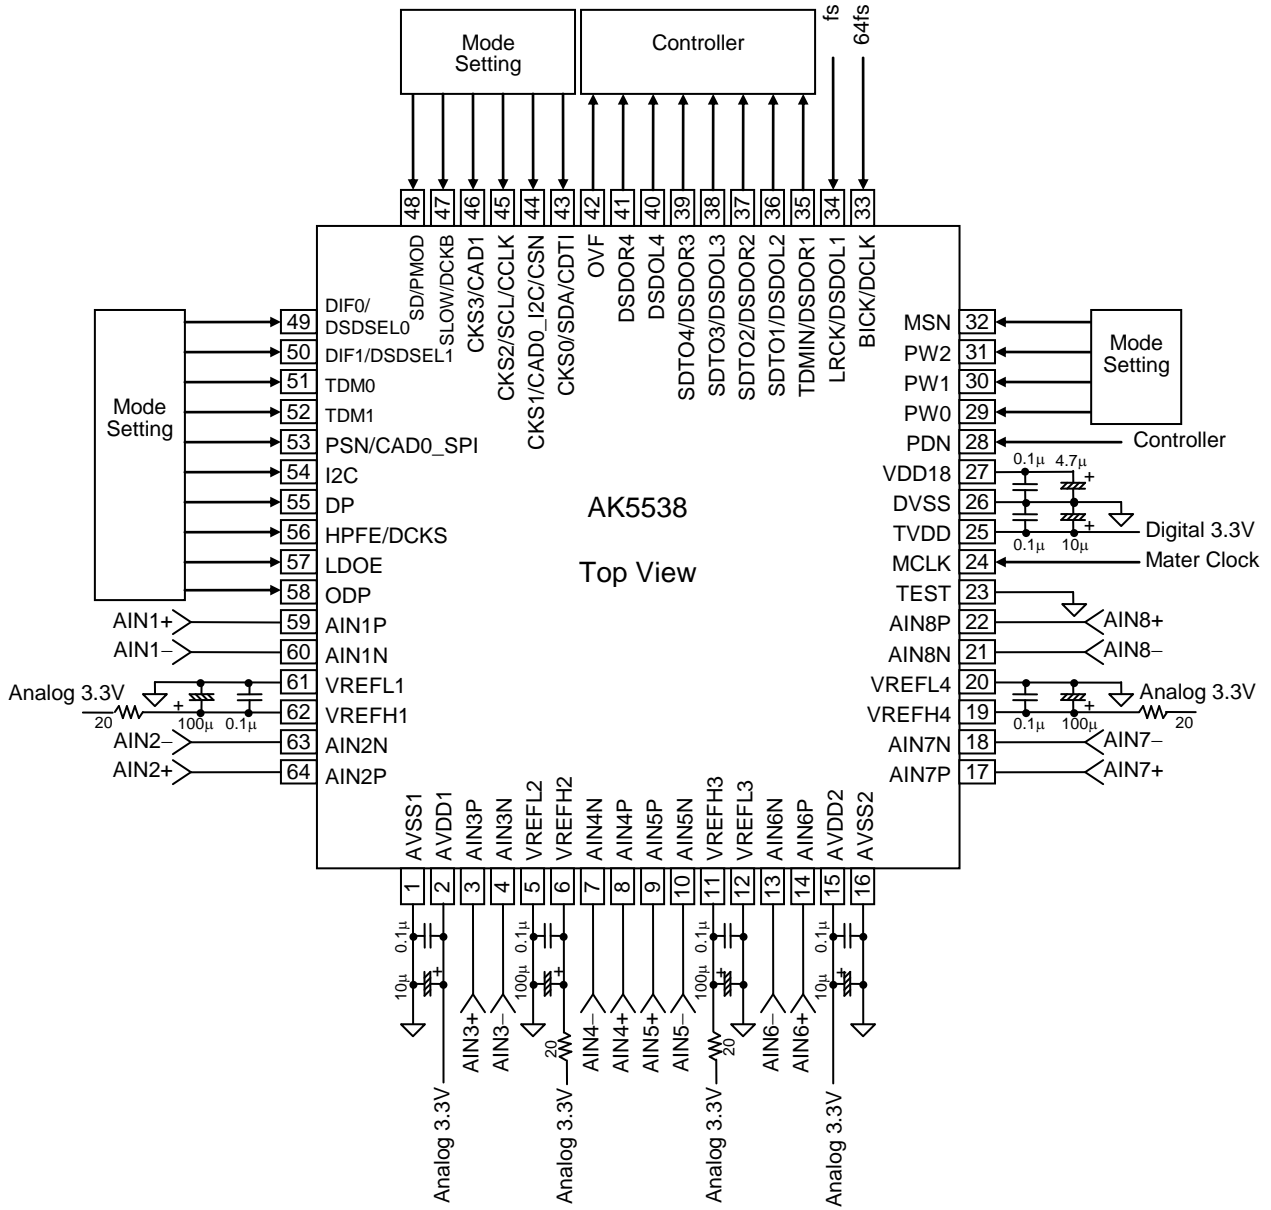 Mode
Setting
Controller
fs
64fs
48
47
46
45
44
43
42
41
40
39
38
37
36
35
34
33
SD/PMOD
SLOW/DCKB
CKS3/CAD1
CKS2/SCL/CCLK
CKS1/CAD0_I2C/CSN
CKS0/SDA/CDTI
OVF
DSDOR4
DSDOL4
SDTO4/DSDOR3
SDTO3/DSDOL3
SDTO2/DSDOR2
SDTO1/DSDOL2
TDMIN/DSDOR1
LRCK/DSDOL1
BICK/DCLK
Mode
Setting
49
DIF0/
DSDSEL0
50 DIF1/DSDSEL1
51 TDM0
52 TDM1
53 PSN/CAD0_SPI
54 I2C
55 DP
56 HPFE/DCKS
57 LDOE
58 ODP
AIN1+ 59 AIN1P
AIN1− 60 AIN1N
61 VREFL1
Analog 3.3V
20
+
100μ
0.1μ
62 VREFH1
AIN2− 63 AIN2N
AIN2+ 64 AIN2P
AK5538
Top View
MSN 32
PW2 31
PW1 30
PW0 29
Mode
Setting
PDN 28 Controller
VDD18 27
0.1μ
4.7μ
+
DVSS 26
TVDD 25
0.1μ
10μ
+
Digital 3.3V
MCLK 24 Mater Clock
TEST 23
AIN8P 22 AIN8+
AIN8N 21 AIN8−
VREFL4 20
VREFH4 19
0.1μ
100μ
+
Analog 3.3V
20
AIN7N 18 AIN7−
AIN7P 17 AIN7+
AVSS1
AVDD1
AIN3P
AIN3N
VREFL2
VREFH2
AIN4N
AIN4P
AIN5P
AIN5N
VREFH3
VREFL3
AIN6N
AIN6P
AVDD2
AVSS2
1
2
3
4
5
6
7
8
9
10
11
12
13
14
15
16
0.1μ
10μ
+
Analog 3.3V
AIN3+
AIN3−
0.1μ
100μ
+
20
Analog 3.3V
AIN4−
AIN4+
AIN5+
AIN5−
0.1μ
100μ
+
20
Analog 3.3V
AIN6−
AIN6+
0.1μ
10μ
+
Analog 3.3V